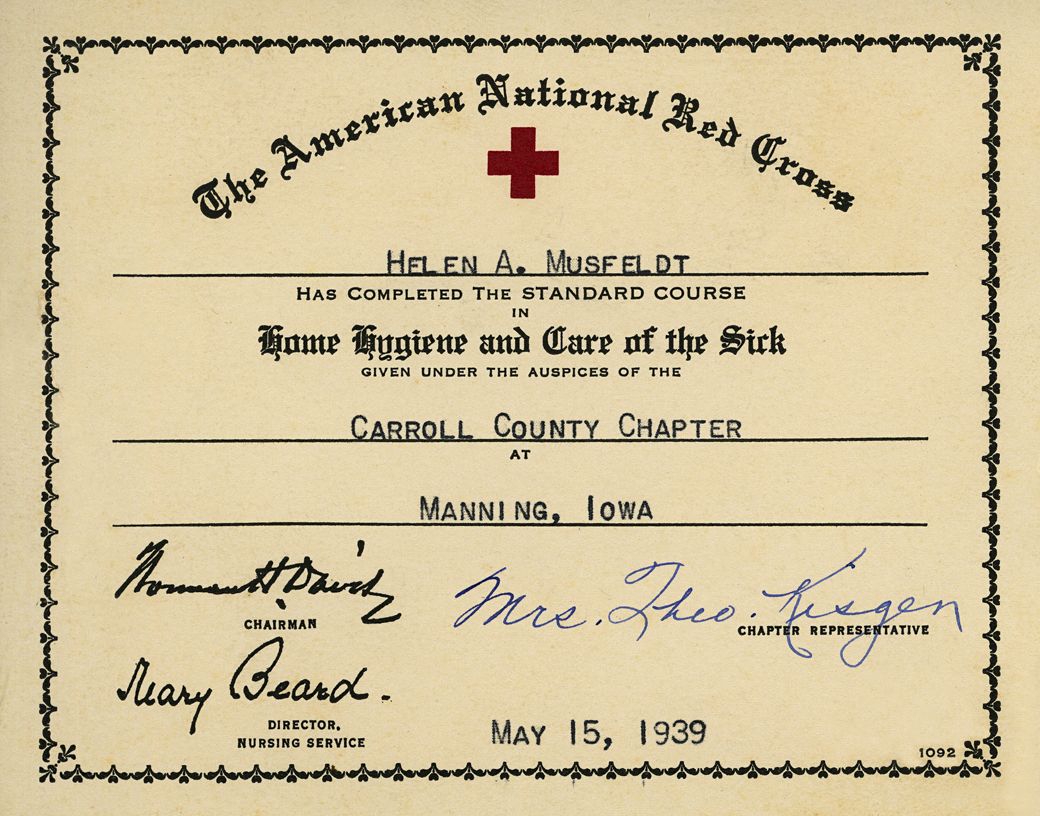 The American National Red Cross
HELEN A. MUSFELDT
HAS COMPLETED THE STANDARD COURSE
IN
Home Hygiene and Care of the Sick
GIVEN UNDER THE AUSPICES OF THE
CARROLL COUNTY CHAPTER
AT
MANNING, IOWA
Norman H Davis
CHAIRMAN
Mrs. Theo. Kisgen
CHAPTER REPRESENTATIVE
Mary Beard.
DIRECTOR,
NURSING SERVICE
MAY 15, 1939
1092